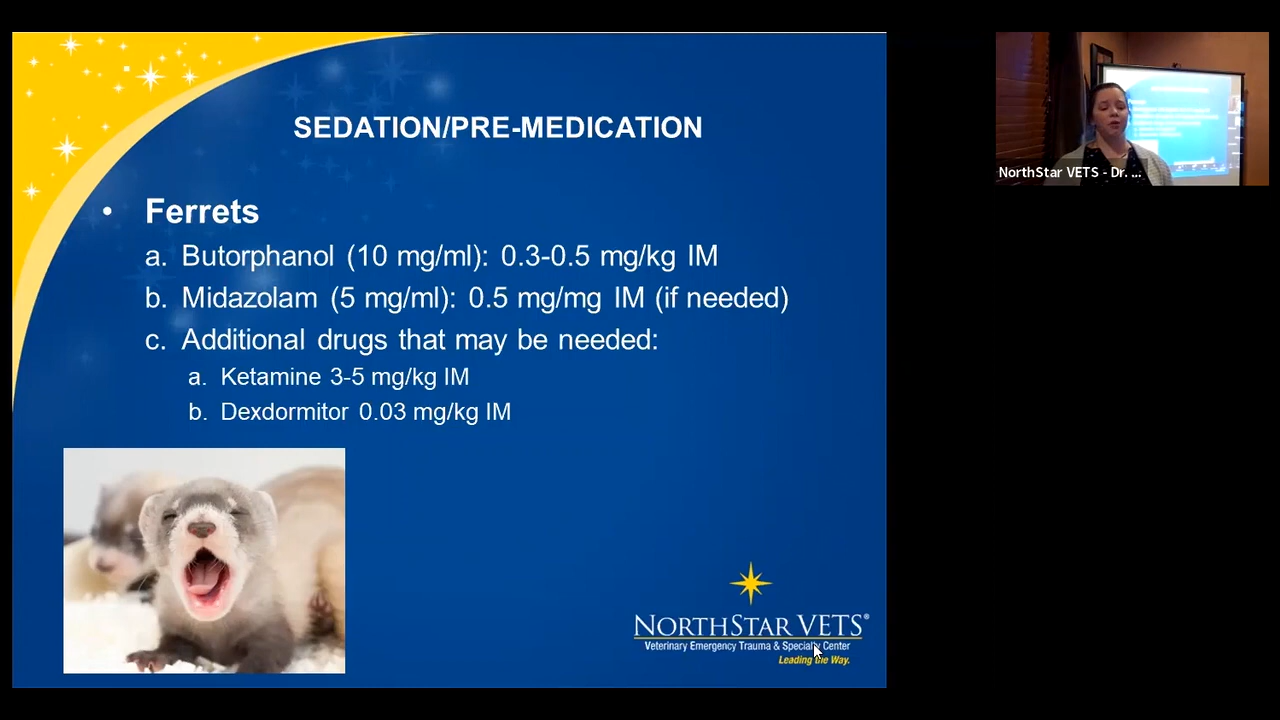 SEDATION/PRE-MEDICATION
• Ferrets
a. Butorphanol (10 mg/ml): 0.3-0.5 mg/kg IM
b. Midazolam (5 mg/ml): 0.5 mg/mg IM (if needed)
c. Additional drugs that may be needed:
a. Ketamine 3-5 mg/kg IM
b. Dexdormitor 0.03 mg/kg IM
NORTHSTAR VETS®
Veterinary Emergency Trauma & Specialty Center
Leading the Way.
NorthStar VETS - Dr. ...